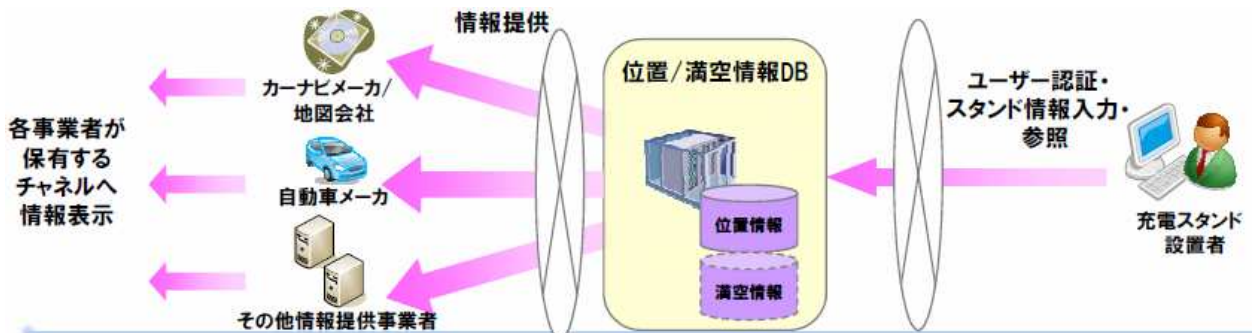 情報提供
カーナビメーカ/
地図会社
自動車メーカ
その他情報提供事業者
各事業者が
保有する
チャネルへ
情報表示
位置/満空情報DB
位置情報
満空情報
ユーザー認証・
スタンド情報入力・
参照
充電スタンド
設置者